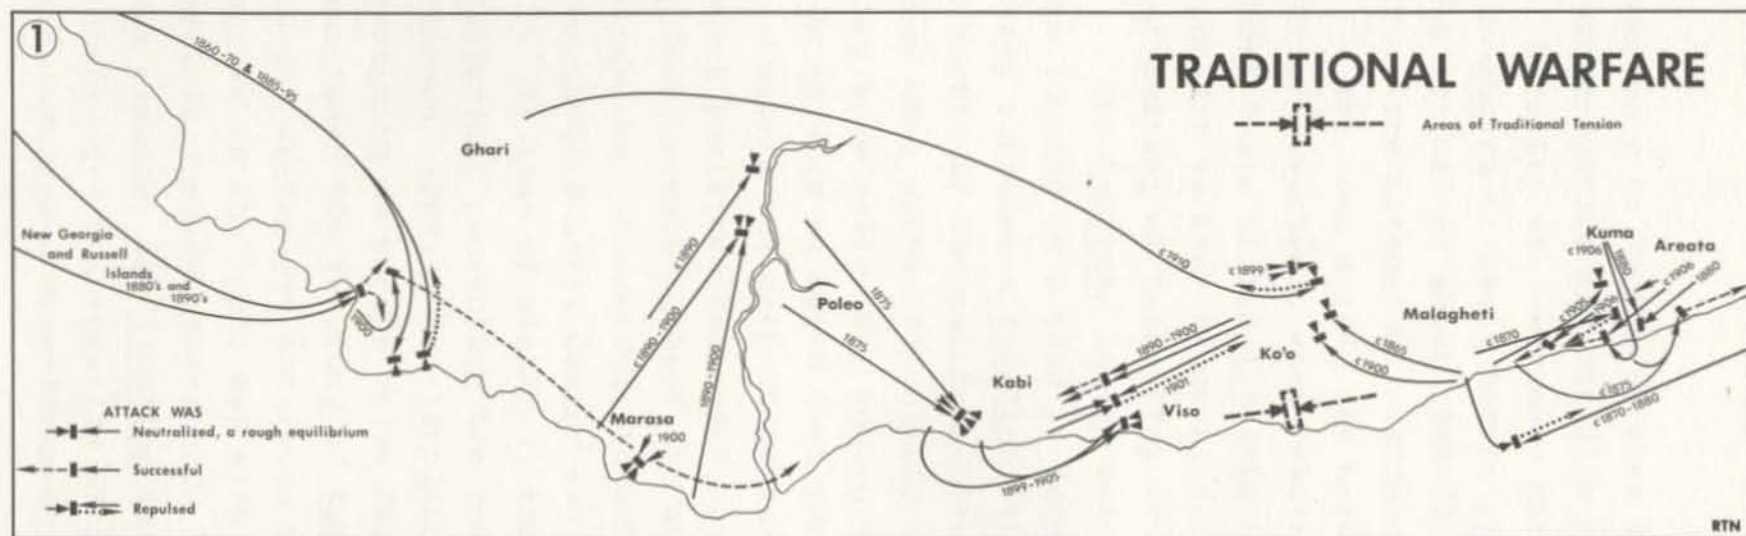 1
TRADITIONAL WARFARE
Areas of Traditional Tension
1860-70 & 1885-95
Ghari
New Georgia
and Russell
Islands
1880's and
1890's
1900
c1890
c1890-1900
1890-1900
Marasa
1900
Poleo
1875
1875
Kabi
1890-1900
1901
Viso
1899-1905
Ko'o
c1910
c1899
c1865
c1900
Malagheti
c1870
Kuma
c1906
1880
Areata
c1906
1880
c1905
1906
c1875
c1870-1880
ATTACK WAS
Neutralized, a rough equilibrium
Successful
Repulsed
RTN